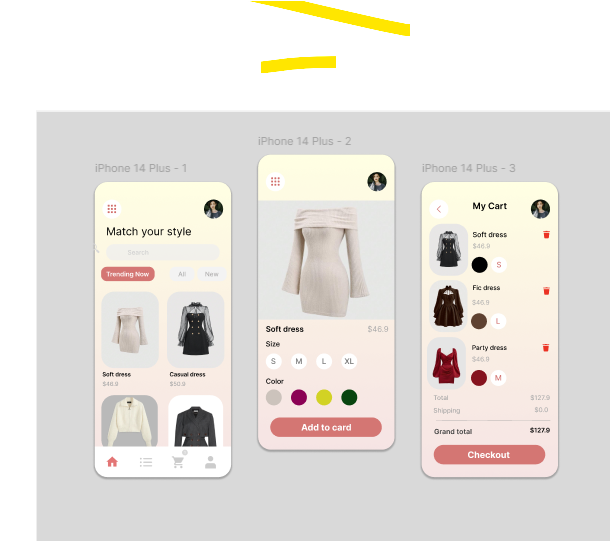 iPhone 14 Plus - 1
Match your style
Search
Trending Now
All
New
Soft dress
$46.9
Casual dress
$50.9
iPhone 14 Plus - 2
Soft dress $46.9
Size
S M L XL
Color
Add to card
iPhone 14 Plus - 3
My Cart
Soft dress
$46.9
S
Fic dress
$46.9
L
Party dress
$46.9
M
Total $127.9
Shipping $0.0
Grand total $127.9
Checkout